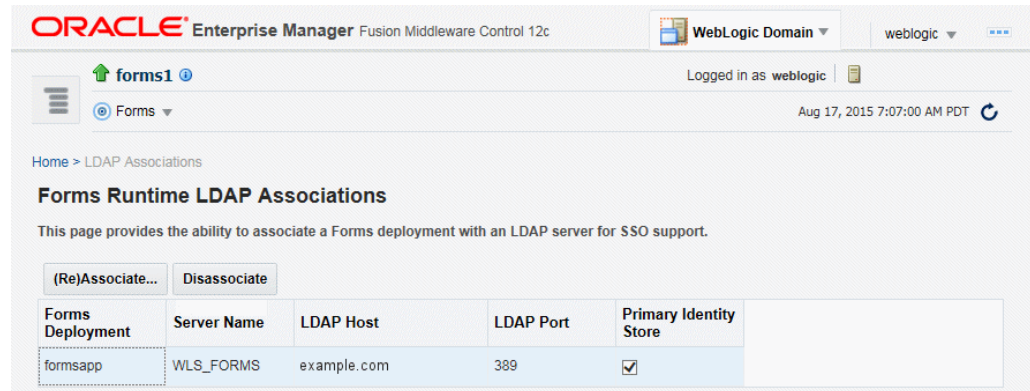 ORACLE Enterprise Manager Fusion Middleware Control 12c WebLogic Domain weblogic
forms1 Logged in as weblogic
Forms Aug 17, 2015 7:07:00 AM PDT
Home > LDAP Associations
Forms Runtime LDAP Associations
This page provides the ability to associate a Forms deployment with an LDAP server for SSO support.
(Re)Associate... Disassociate
Forms Deployment Server Name LDAP Host LDAP Port Primary Identity Store
formsapp WLS_FORMS example.com 389